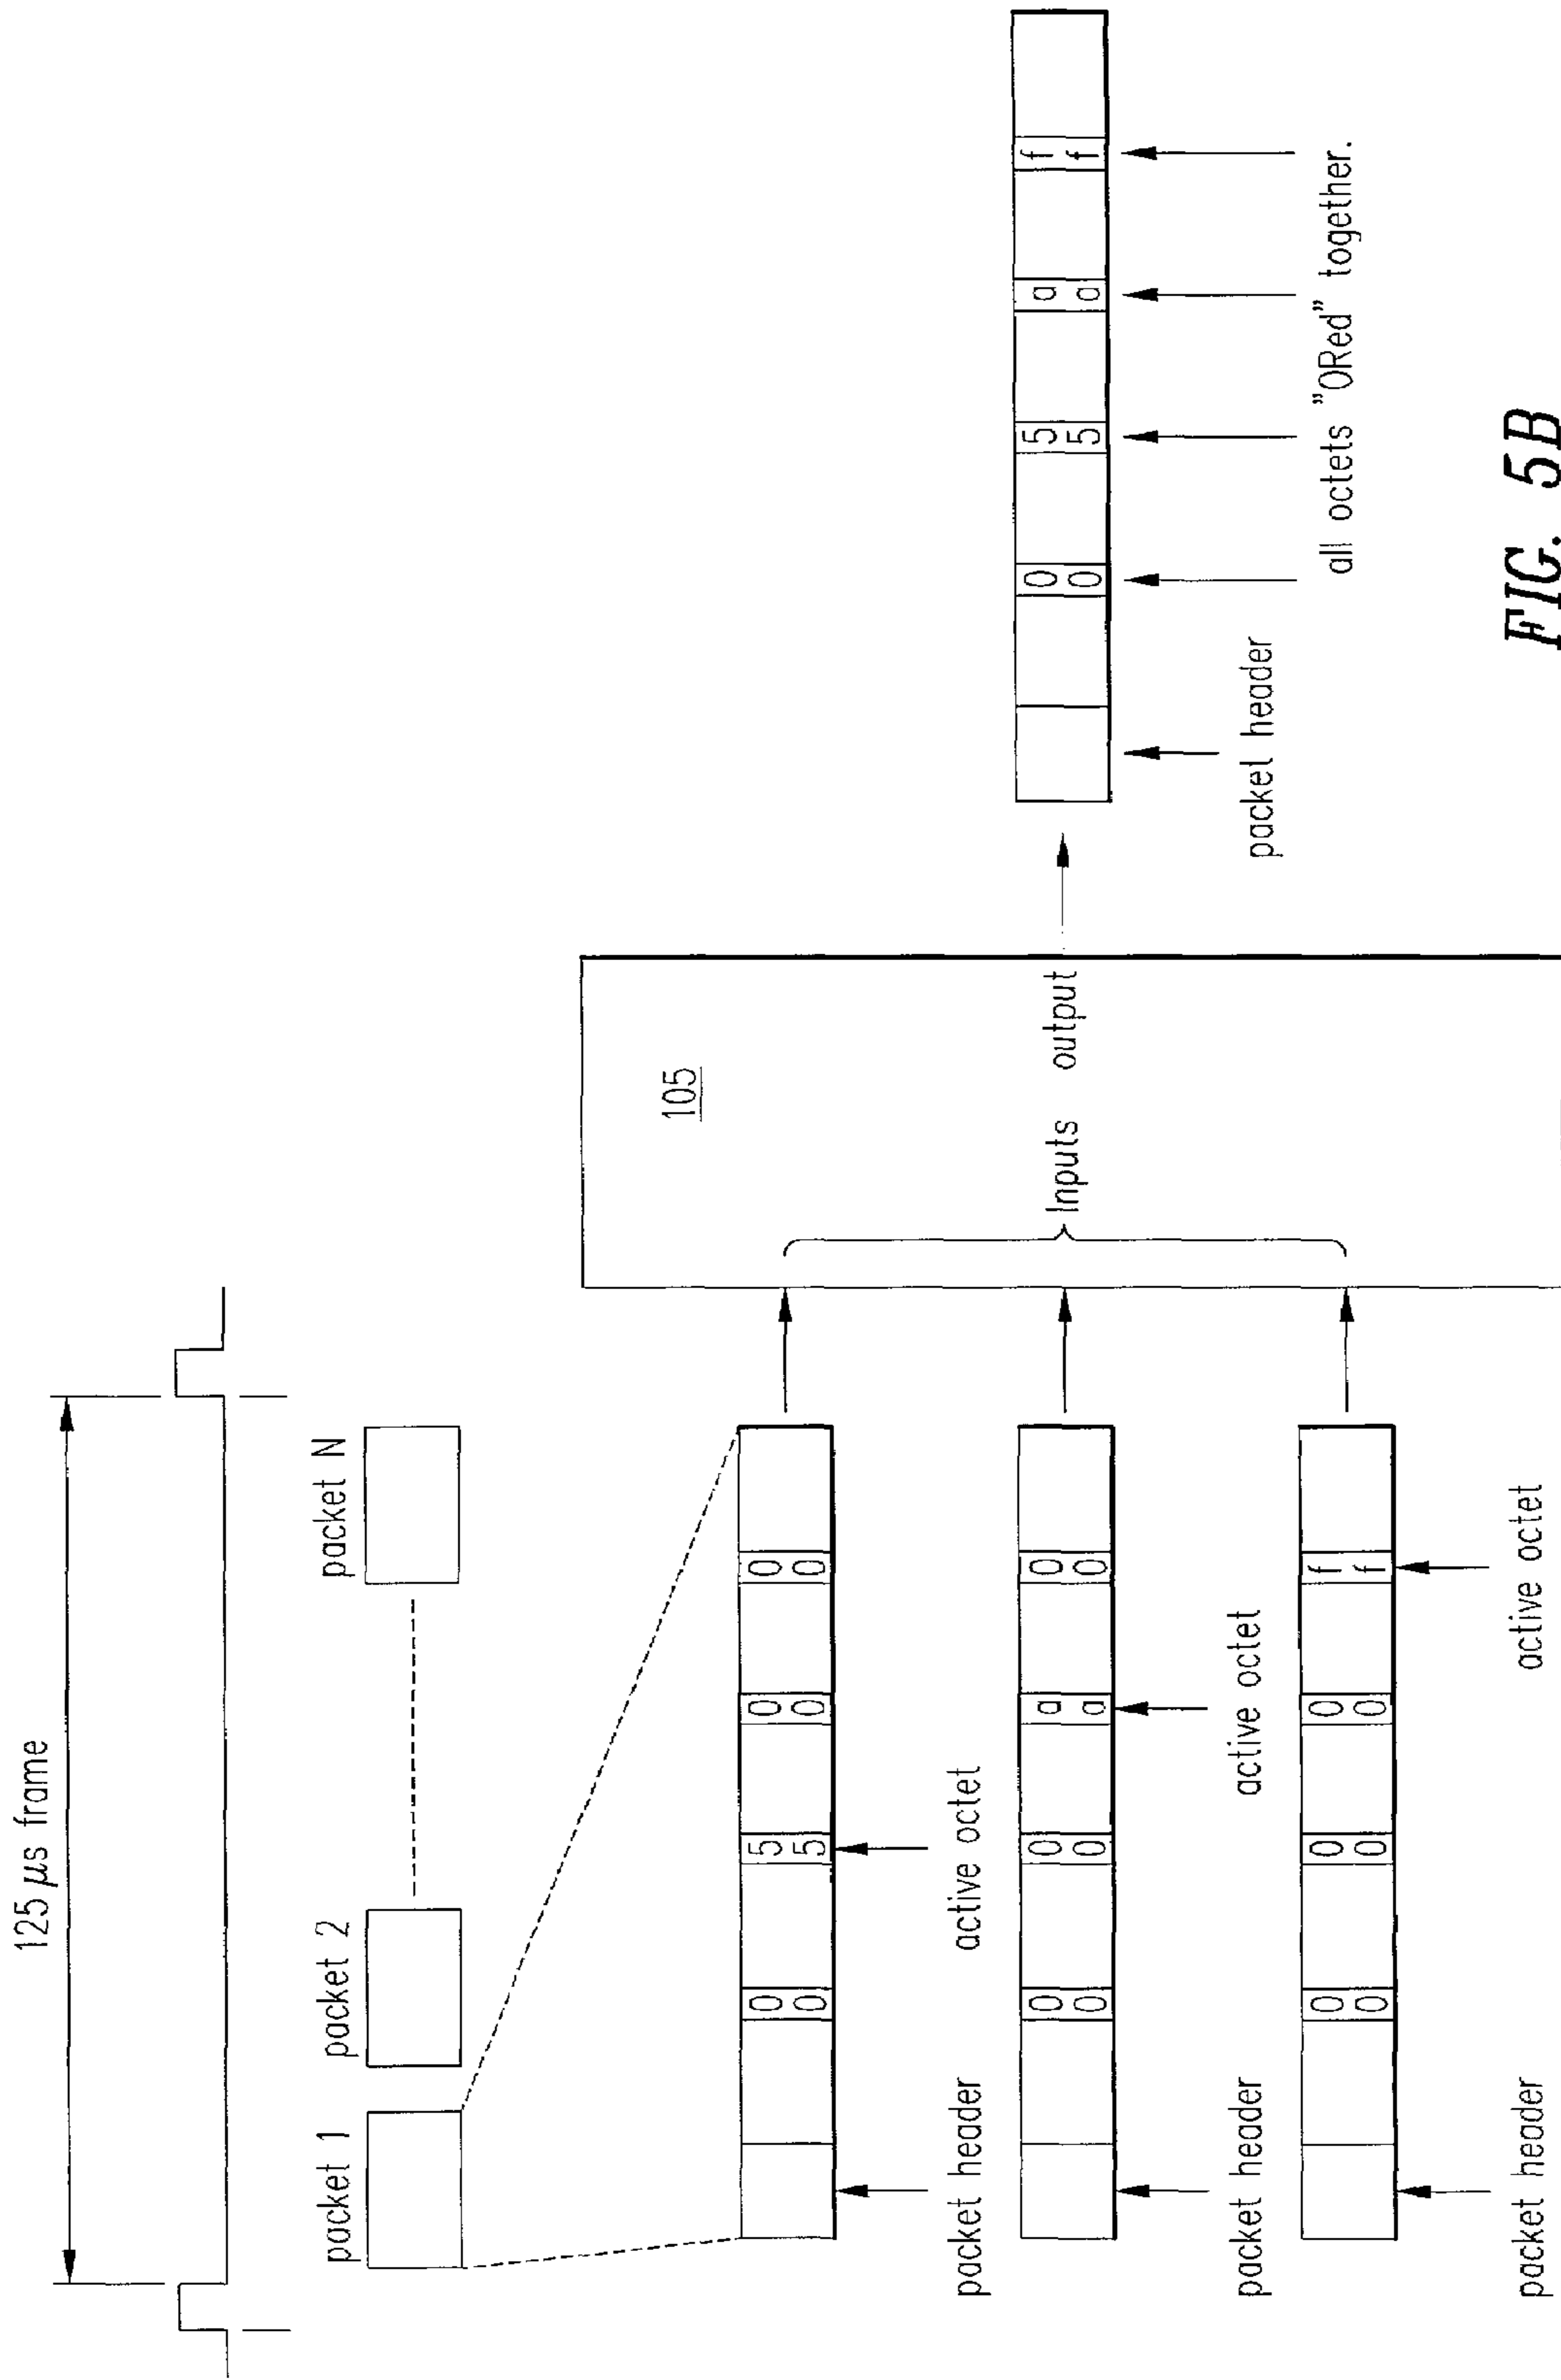 125 μs frame
packet 1
packet 2
packet N
0 0
5 5
0 0
0 0
packet header
active octet
0 0
0 0
a a
0 0
packet header
active octet
0 0
0 0
0 0
f f
packet header
active octet
105
Inputs
output
0 0
5 5
a a
f f
packet header
all octets "ORed" together.
FIG. 5B